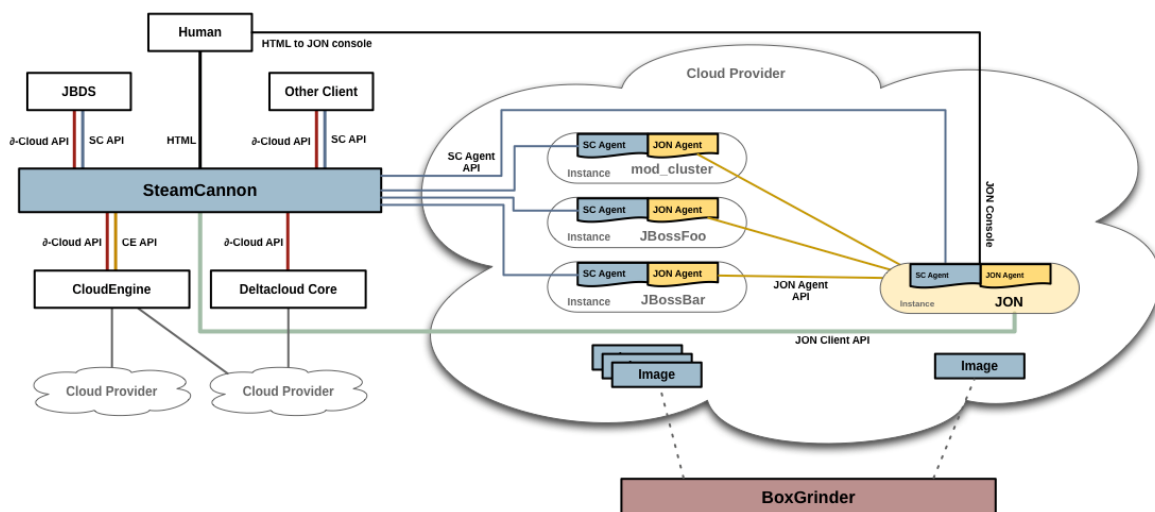 Human
HTML to JON console
Cloud Provider
JBDS
Other Client
∂-Cloud API
SC API
HTML
∂-Cloud API
SC API
SC Agent
API
SC Agent
JON Agent
Instance
mod_cluster
SteamCannon
SC Agent
JON Agent
Instance
JBossFoo
JON Console
∂-Cloud API
CE API
∂-Cloud API
SC Agent
JON Agent
Instance
JBossBar
JON Agent
API
SC Agent
JON Agent
Instance
JON
CloudEngine
Deltacloud Core
JON Client API
Cloud Provider
Cloud Provider
Image
Image
BoxGrinder